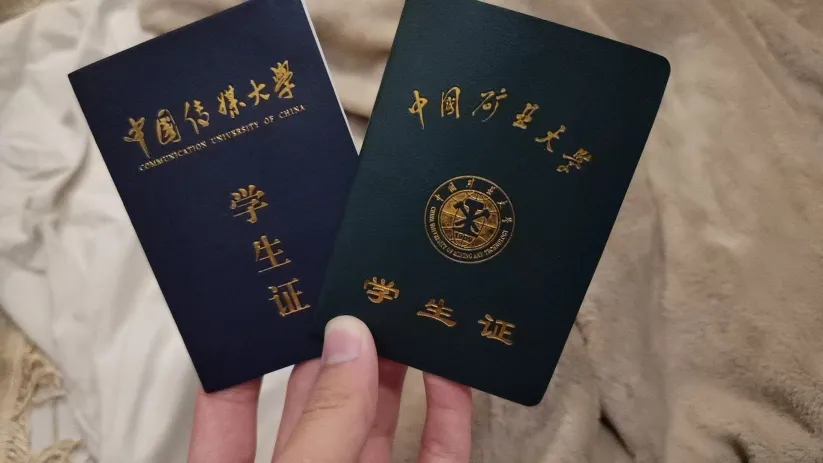 中国传媒大学
COMMUNICATION UNIVERSITY OF CHINA
学生证
中国矿业大学
中国矿业大学
CHINA UNIVERSITY OF MINING AND TECHNOLOGY
学生证